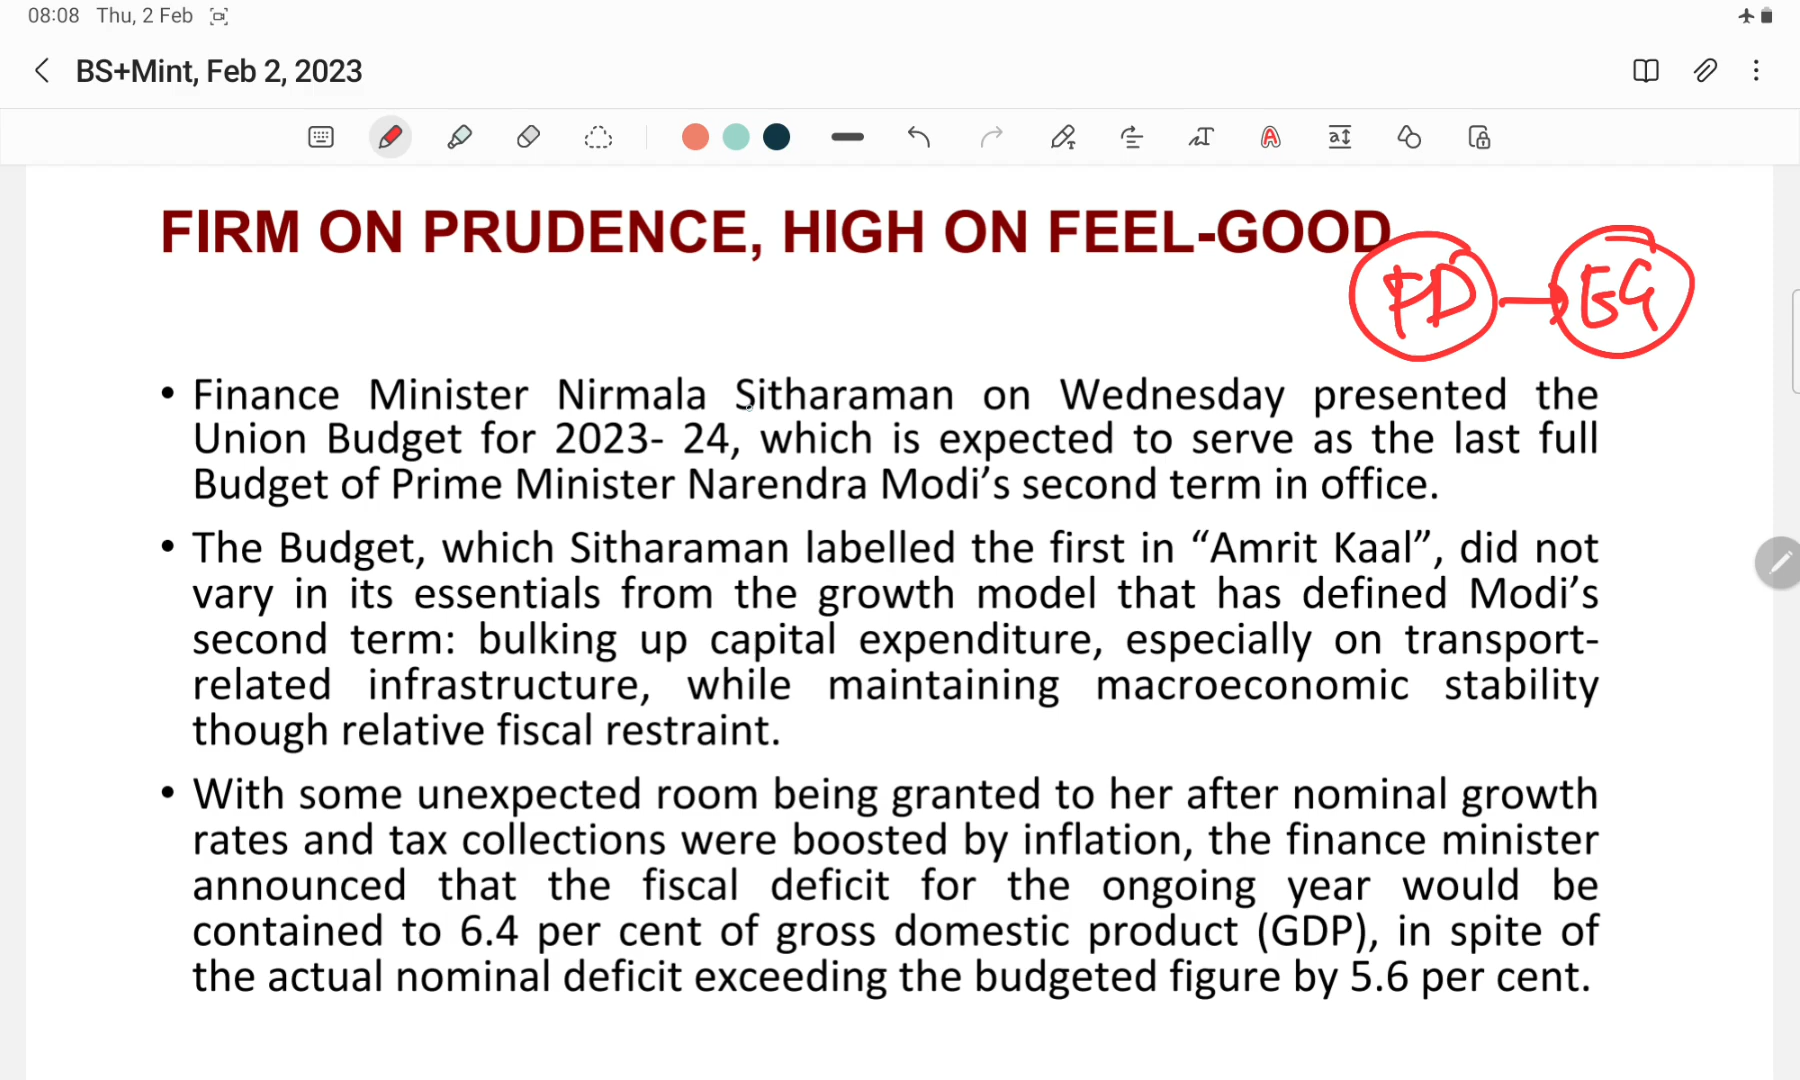 08:08 Thu, 2 Feb
BS+Mint, Feb 2, 2023
FIRM ON PRUDENCE, HIGH ON FEEL-GOOD
FD → EG
• Finance Minister Nirmala Sitharaman on Wednesday presented the
Union Budget for 2023- 24, which is expected to serve as the last full
Budget of Prime Minister Narendra Modi’s second term in office.
• The Budget, which Sitharaman labelled the first in “Amrit Kaal”, did not
vary in its essentials from the growth model that has defined Modi’s
second term: bulking up capital expenditure, especially on transport-
related infrastructure, while maintaining macroeconomic stability
though relative fiscal restraint.
• With some unexpected room being granted to her after nominal growth
rates and tax collections were boosted by inflation, the finance minister
announced that the fiscal deficit for the ongoing year would be
contained to 6.4 per cent of gross domestic product (GDP), in spite of
the actual nominal deficit exceeding the budgeted figure by 5.6 per cent.